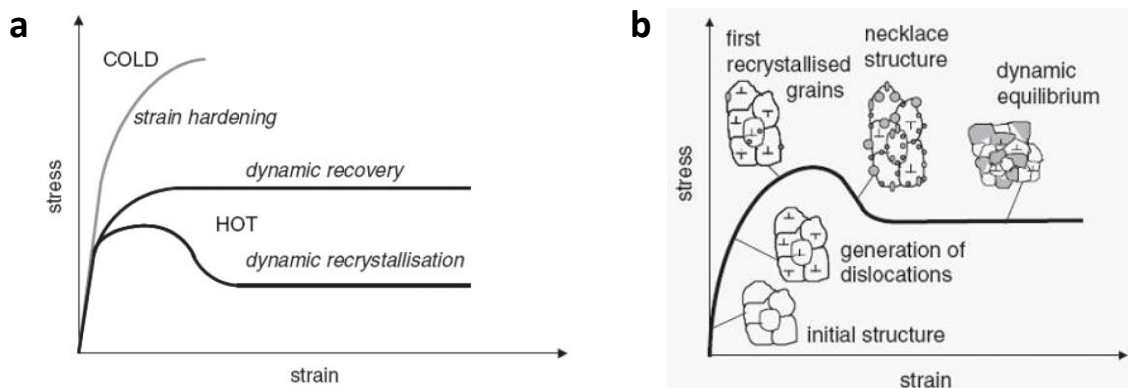 a
COLD
strain hardening
dynamic recovery
HOT
dynamic recrystallisation
stress
strain
b
first
recrystallised
grains
necklace
structure
dynamic
equilibrium
generation of
dislocations
initial structure
stress
strain